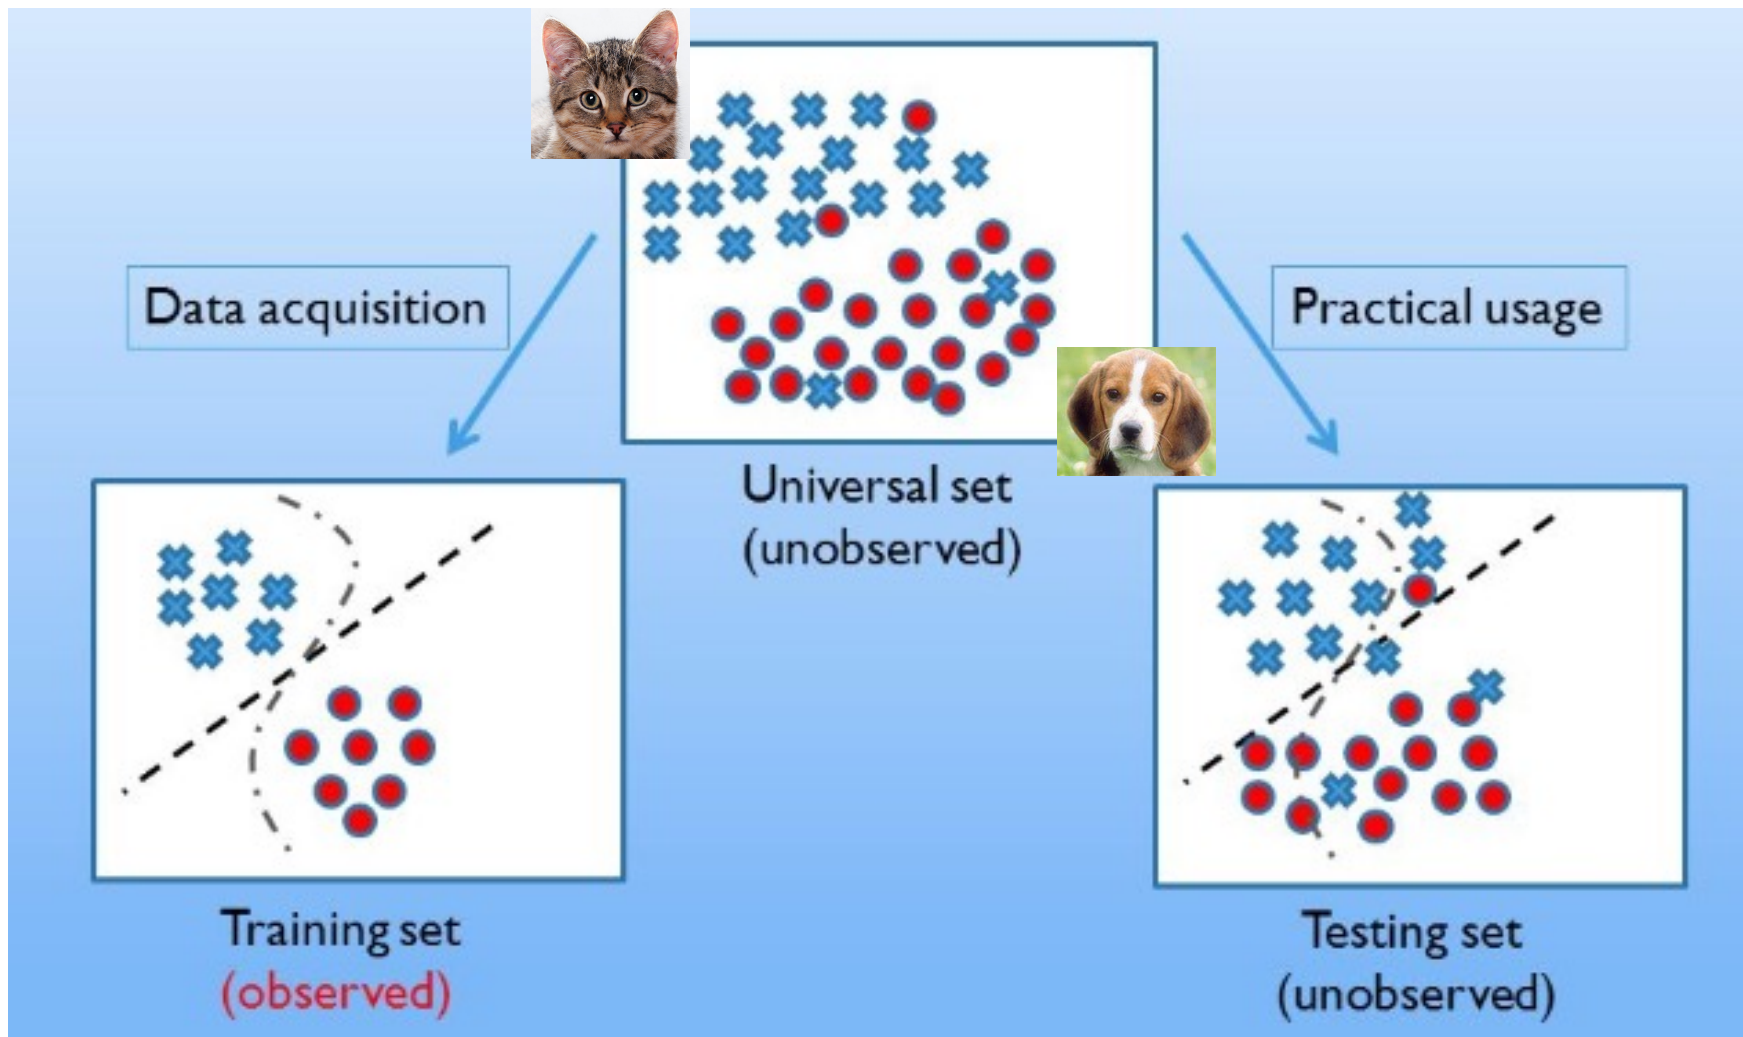 Data acquisition
Practical usage
Universal set
(unobserved)
Training set
(observed)
Testing set
(unobserved)